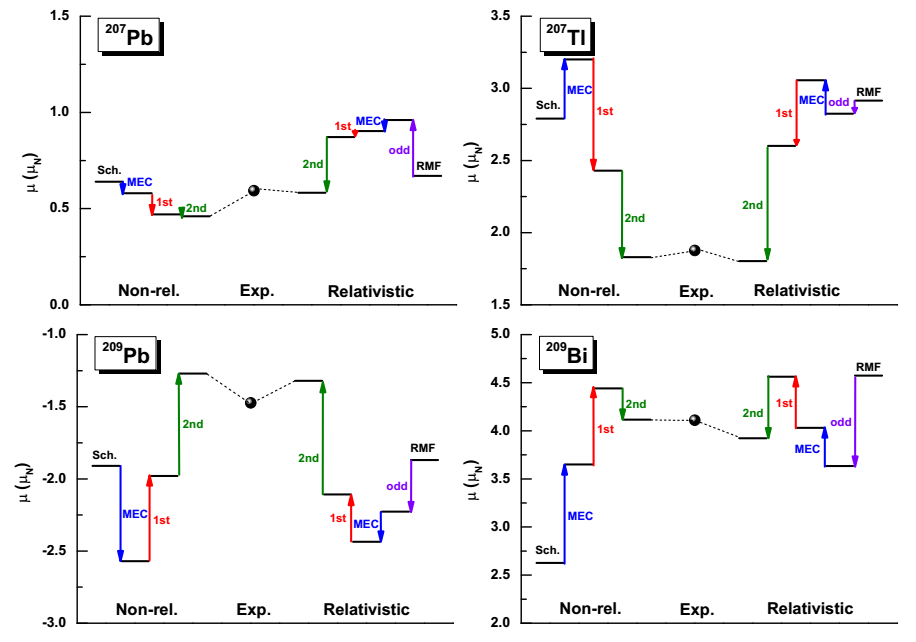 207Pb
207Tl
1.5
1.0
0.5
0.0
μ (μN)
Sch.
MEC
1st
2nd
2nd
1st
MEC
odd
RMF
Non-rel. Exp. Relativistic
3.5
3.0
2.5
2.0
1.5
μ (μN)
Sch.
MEC
1st
2nd
2nd
1st
MEC
odd
RMF
Non-rel. Exp. Relativistic
209Pb
-1.0
-1.5
-2.0
-2.5
-3.0
μ (μN)
Sch.
MEC
1st
2nd
2nd
1st
MEC
odd
RMF
Non-rel. Exp. Relativistic
209Bi
5.0
4.5
4.0
3.5
3.0
2.5
2.0
μ (μN)
Sch.
MEC
1st
2nd
2nd
1st
MEC
odd
RMF
Non-rel. Exp. Relativistic